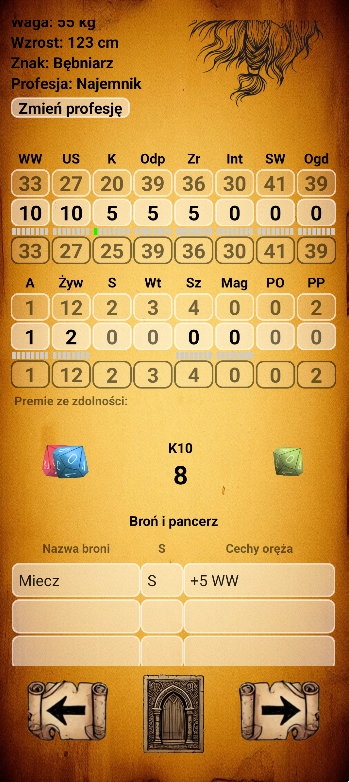 Waga: 55 kg
Wzrost: 123 cm
Znak: Bębniarz
Profesja: Najemnik
Zmień profesję
WW US K Odp Zr Int SW Ogd
33 27 20 39 36 30 41 39
10 10 5 5 5 0 0 0
33 27 25 39 36 30 41 39
A Żyw S Wt Sz Mag PO PP
1 12 2 3 4 0 0 2
1 2 0 0 0 0 0 0
1 12 2 3 4 0 0 2
Premie ze zdolności:
K10
8
Broń i pancerz
Nazwa broni S Cechy oręża
Miecz S +5 WW